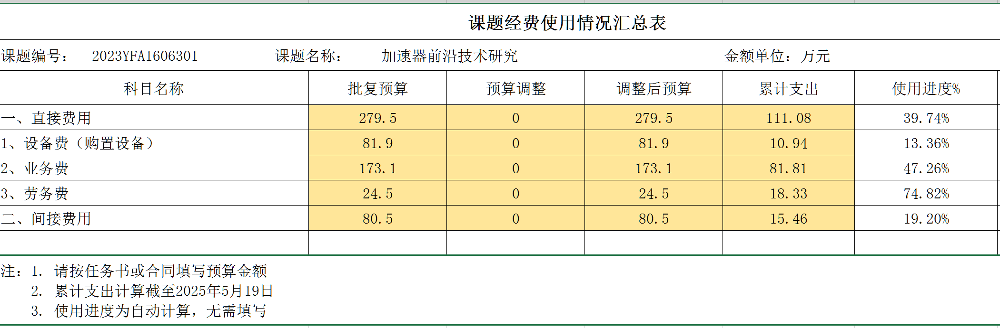 课题经费使用情况汇总表
课题编号： 2023YFA1606301 课题名称： 加速器前沿技术研究 金额单位：万元
科目名称 批复预算 预算调整 调整后预算 累计支出 使用进度%
一、直接费用 279.5 0 279.5 111.08 39.74%
1、设备费（购置设备） 81.9 0 81.9 10.94 13.36%
2、业务费 173.1 0 173.1 81.81 47.26%
3、劳务费 24.5 0 24.5 18.33 74.82%
二、间接费用 80.5 0 80.5 15.46 19.20%
注：1. 请按任务书或合同填写预算金额
2. 累计支出计算截至2025年5月19日
3. 使用进度为自动计算，无需填写